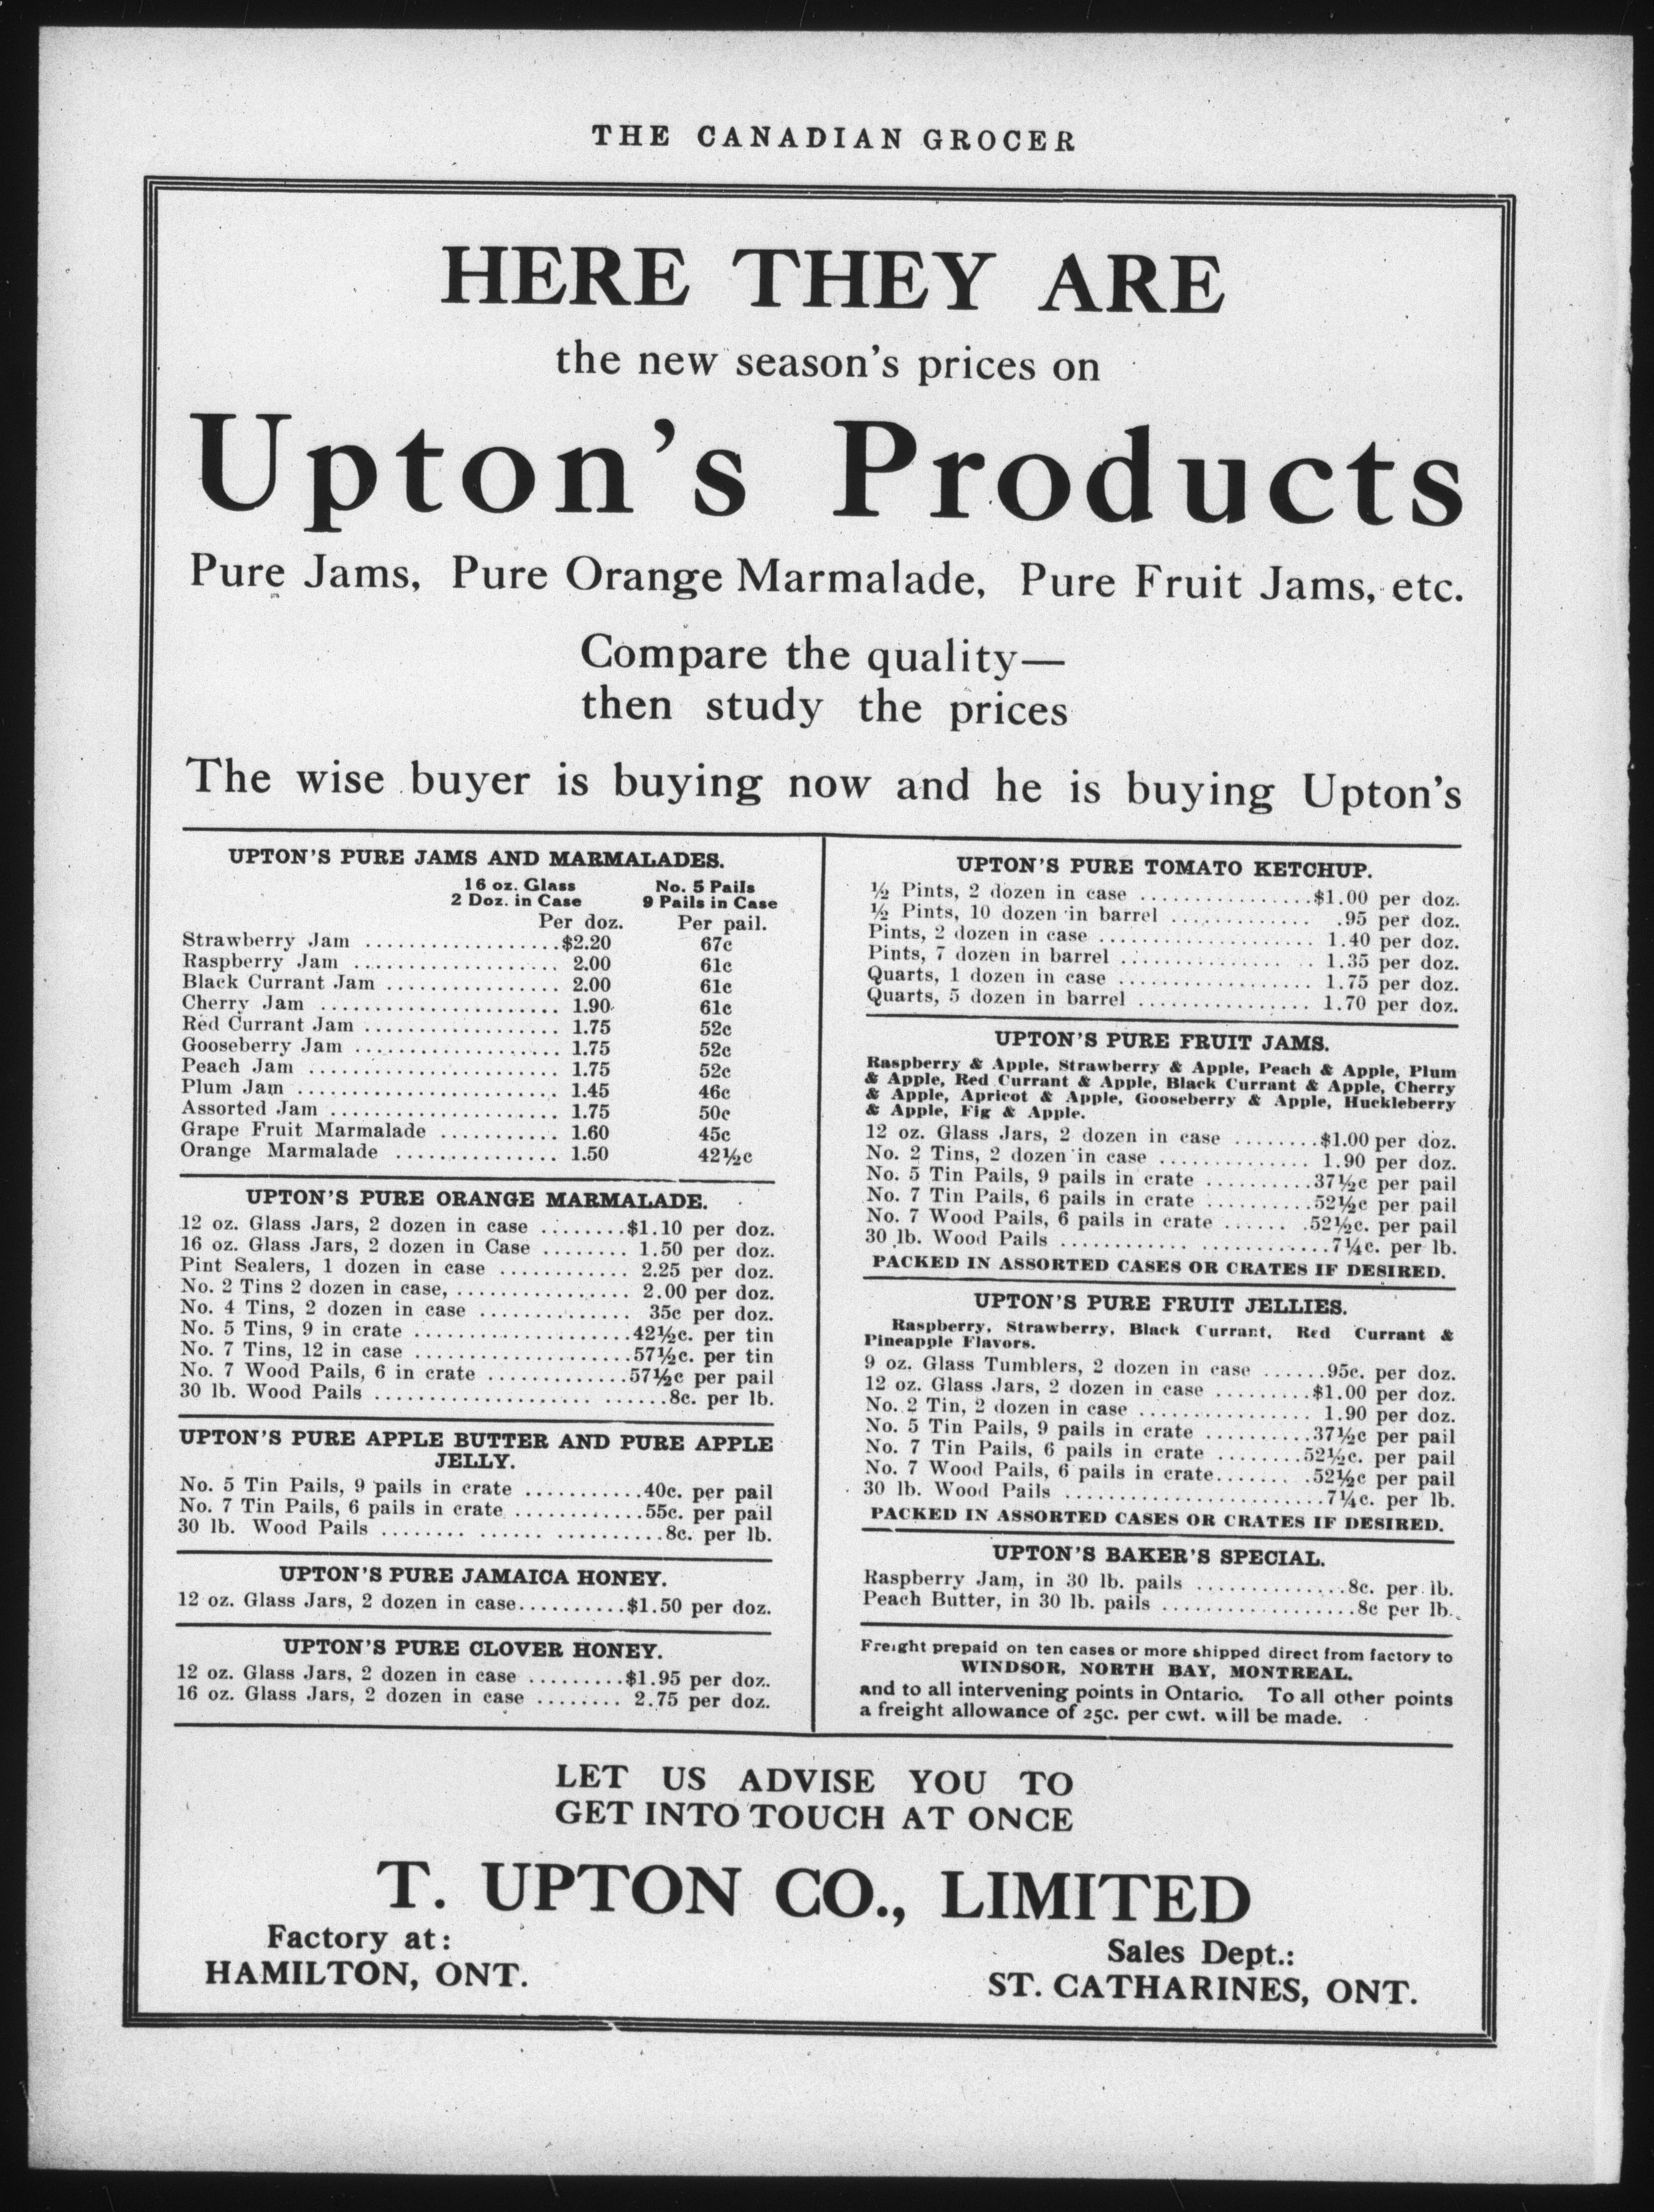 THE CANADIAN GROCER
HERE THEY ARE
the new season's prices on
Upton's Products
Pure Jams, Pure Orange Marmalade, Pure Fruit Jams, etc.
Compare the quality—
then study the prices
The wise buyer is buying now and he is buying Upton's
UPTON'S PURE JAMS AND MARMALADES.
16 oz. Glass No. 5 Pails
2 Doz. in Case 9 Pails in Case
Per doz. Per pail.
Strawberry Jam ..................$2.20 67c
Raspberry Jam ................... 2.00 61c
Black Currant Jam ................ 2.00 61c
Cherry Jam ....................... 1.90 61c
Red Currant Jam .................. 1.75 52c
Gooseberry Jam ................... 1.75 52c
Peach Jam ........................ 1.75 52c
Plum Jam ......................... 1.45 46c
Assorted Jam ..................... 1.75 50c
Grape Fruit Marmalade ........... 1.60 45c
Orange Marmalade ............... 1.50 42½c
UPTON'S PURE ORANGE MARMALADE.
12 oz. Glass Jars, 2 dozen in case ........$1.10 per doz.
16 oz. Glass Jars, 2 dozen in Case ........ 1.50 per doz.
Pint Sealers, 1 dozen in case ............ 2.25 per doz.
No. 2 Tins 2 dozen in case, ................. 2.00 per doz.
No. 4 Tins, 2 dozen in case .............. 35c per doz.
No. 5 Tins, 9 in crate ....................42½c. per tin
No. 7 Tins, 12 in case ....................57½c. per tin
No. 7 Wood Pails, 6 in crate .............57½c per pail
30 lb. Wood Pails .................... ......8c. per lb.
UPTON'S PURE APPLE BUTTER AND PURE APPLE
JELLY.
No. 5 Tin Pails, 9 pails in crate ...........40c. per pail
No. 7 Tin Pails, 6 pails in crate ............55c. per pail
30 lb. Wood Pails ........ ...... ..........8c. per lb.
UPTON'S PURE JAMAICA HONEY.
12 oz. Glass Jars, 2 dozen in case..........$1.50 per doz.
UPTON'S PURE CLOVER HONEY.
12 oz. Glass Jars, 2 dozen in case .........$1.95 per doz.
16 oz. Glass Jars, 2 dozen in case ........ 2.75 per doz.
UPTON'S PURE TOMATO KETCHUP.
½ Pints, 2 dozen in case ................$1.00 per doz.
½ Pints, 10 dozen in barrel ............. .95 per doz.
Pints, 2 dozen in case .................... 1.40 per doz.
Pints, 7 dozen in barrel ............... .. 1.35 per doz.
Quarts, 1 dozen in case .................. 1.75 per doz.
Quarts, 5 dozen in barrel ................ 1.70 per doz.
UPTON'S PURE FRUIT JAMS.
Raspberry & Apple, Strawberry & Apple, Peach & Apple, Plum
& Apple, Red Currant & Apple, Black Currant & Apple, Cherry
& Apple, Apricot & Apple, Gooseberry & Apple, Huckleberry
& Apple, Fig & Apple.
12 oz. Glass Jars, 2 dozen in case ........$1.00 per doz.
No. 2 Tins, 2 dozen in case .............. 1.90 per doz.
No. 5 Tin Pails, 9 pails in crate ..........37½c per pail
No. 7 Tin Pails, 6 pails in crate ..........52½c per pail
No. 7 Wood Pails, 6 pails in crate ...... .52½c. per pail
30 lb. Wood Pails ............ ............7¼c. per lb.
PACKED IN ASSORTED CASES OR CRATES IF DESIRED.
UPTON'S PURE FRUIT JELLIES.
Raspberry, Strawberry, Black Currant, Red Currant &
Pineapple Flavors.
9 oz. Glass Tumblers, 2 dozen in case ......95c. per doz.
12 oz. Glass Jars, 2 dozen in case .........$1.00 per doz.
No. 2 Tin, 2 dozen in case ................ 1.90 per doz.
No. 5 Tin Pails, 9 pails in crate ..........37½c per pail
No. 7 Tin Pails, 6 pails in crate ........52½c. per pail
No. 7 Wood Pails, 6 pails in crate....... .52½c per pail
30 lb. Wood Pails ........................7¼c. per lb.
PACKED IN ASSORTED CASES OR CRATES IF DESIRED.
UPTON'S BAKER'S SPECIAL.
Raspberry Jam, in 30 lb. pails ..............8c. per lb.
Peach Butter, in 30 lb. pails ..................8c per lb.
Freight prepaid on ten cases or more shipped direct from factory to
WINDSOR, NORTH BAY, MONTREAL.
and to all intervening points in Ontario. To all other points
a freight allowance of 25c. per cwt. will be made.
LET US ADVISE YOU TO
GET INTO TOUCH AT ONCE
T. UPTON CO., LIMITED
Factory at:
HAMILTON, ONT.
Sales Dept.:
ST. CATHARINES, ONT.